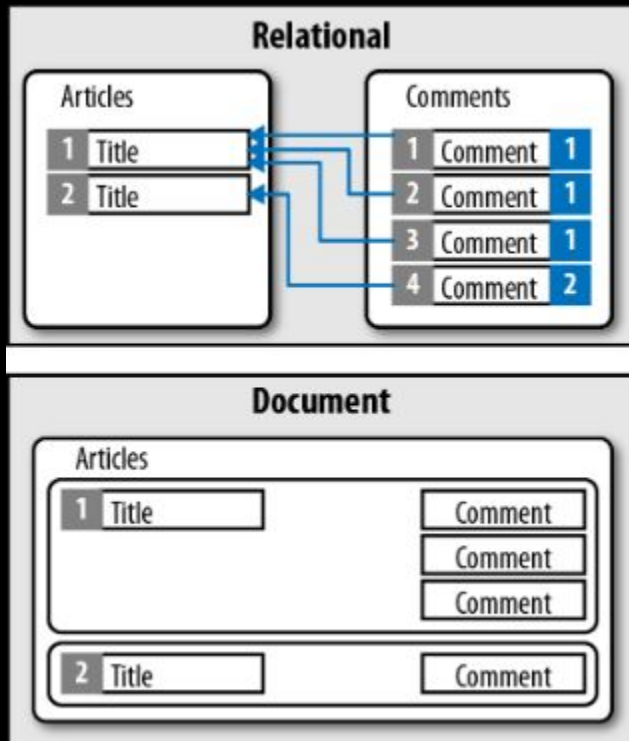 Relational
Articles
1 Title
2 Title
Comments
1 Comment 1
2 Comment 1
3 Comment 1
4 Comment 2
Document
Articles
1 Title
Comment
Comment
Comment
2 Title
Comment